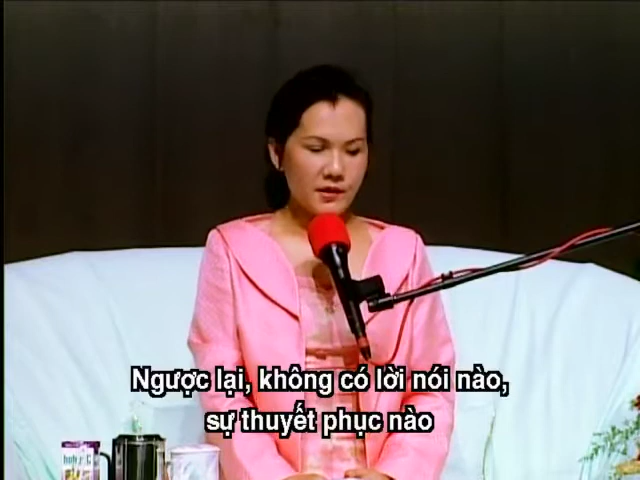 Ngược lại, không có lời nói nào,
sự thuyết phục nào